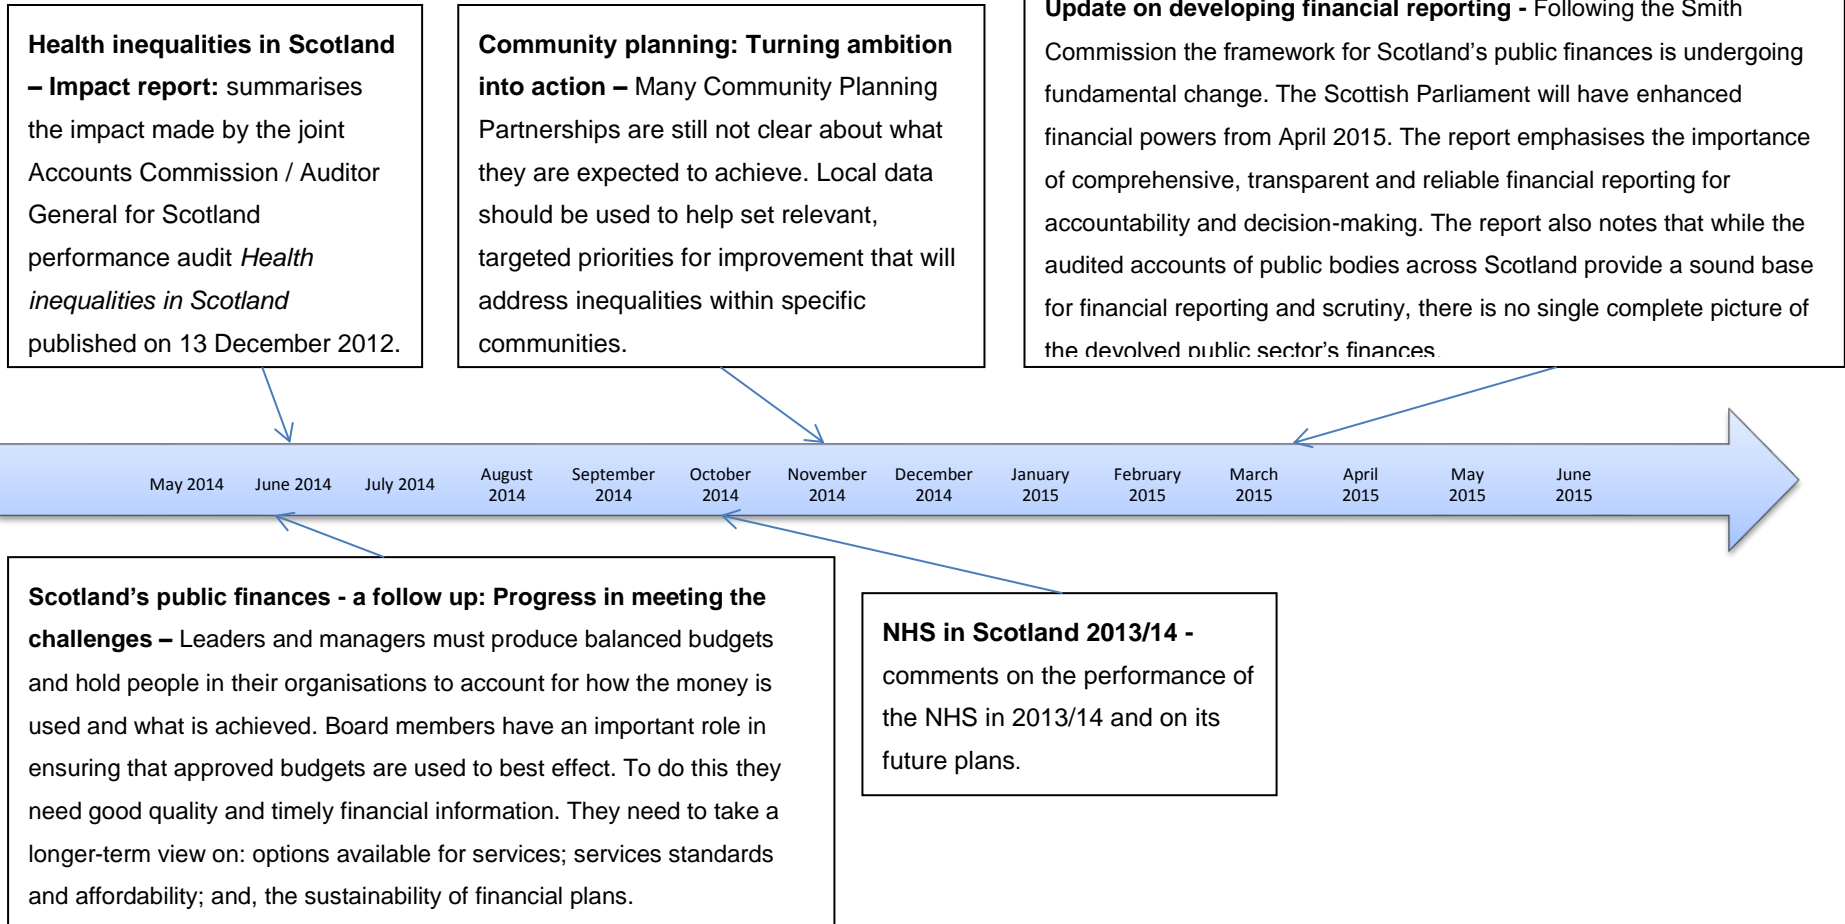 Health inequalities in Scotland
– Impact report: summarises
the impact made by the joint
Accounts Commission / Auditor
General for Scotland
performance audit Health
inequalities in Scotland
published on 13 December 2012.
Community planning: Turning ambition
into action – Many Community Planning
Partnerships are still not clear about what
they are expected to achieve. Local data
should be used to help set relevant,
targeted priorities for improvement that will
address inequalities within specific
communities.
Update on developing financial reporting - Following the Smith
Commission the framework for Scotland’s public finances is undergoing
fundamental change. The Scottish Parliament will have enhanced
financial powers from April 2015. The report emphasises the importance
of comprehensive, transparent and reliable financial reporting for
accountability and decision-making. The report also notes that while the
audited accounts of public bodies across Scotland provide a sound base
for financial reporting and scrutiny, there is no single complete picture of
the devolved public sector’s finances.
May 2014
June 2014
July 2014
August
2014
September
2014
October
2014
November
2014
December
2014
January
2015
February
2015
March
2015
April
2015
May
2015
June
2015
Scotland’s public finances - a follow up: Progress in meeting the
challenges – Leaders and managers must produce balanced budgets
and hold people in their organisations to account for how the money is
used and what is achieved. Board members have an important role in
ensuring that approved budgets are used to best effect. To do this they
need good quality and timely financial information. They need to take a
longer-term view on: options available for services; services standards
and affordability; and, the sustainability of financial plans.
NHS in Scotland 2013/14 -
comments on the performance of
the NHS in 2013/14 and on its
future plans.